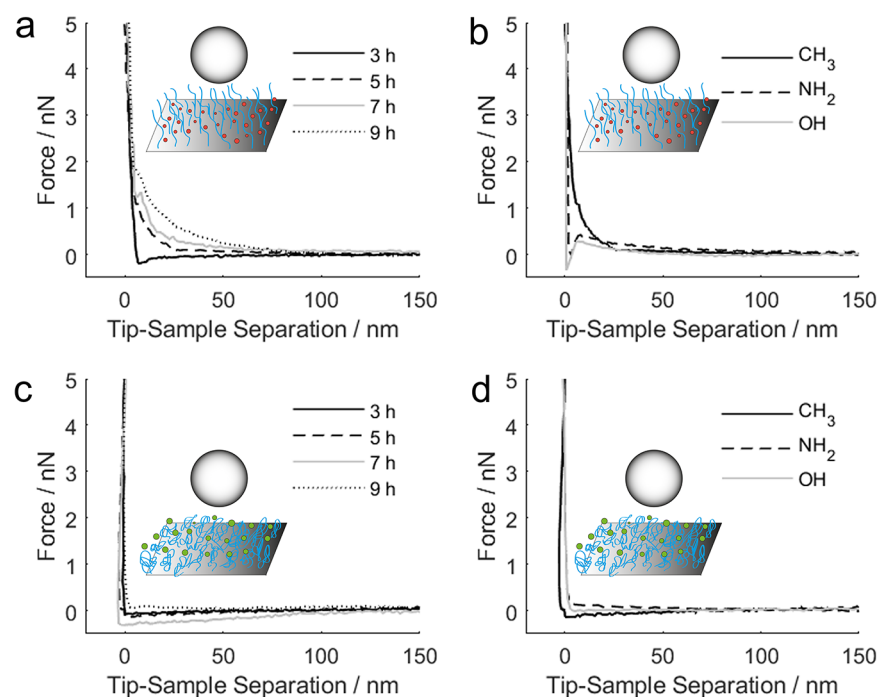 a
5
4
3
2
1
0
Force / nN
3 h
5 h
7 h
9 h
0 50 100 150
Tip-Sample Separation / nm
b
5
4
3
2
1
0
Force / nN
CH3
NH2
OH
0 50 100 150
Tip-Sample Separation / nm
c
5
4
3
2
1
0
Force / nN
3 h
5 h
7 h
9 h
0 50 100 150
Tip-Sample Separation / nm
d
5
4
3
2
1
0
Force / nN
CH3
NH2
OH
0 50 100 150
Tip-Sample Separation / nm